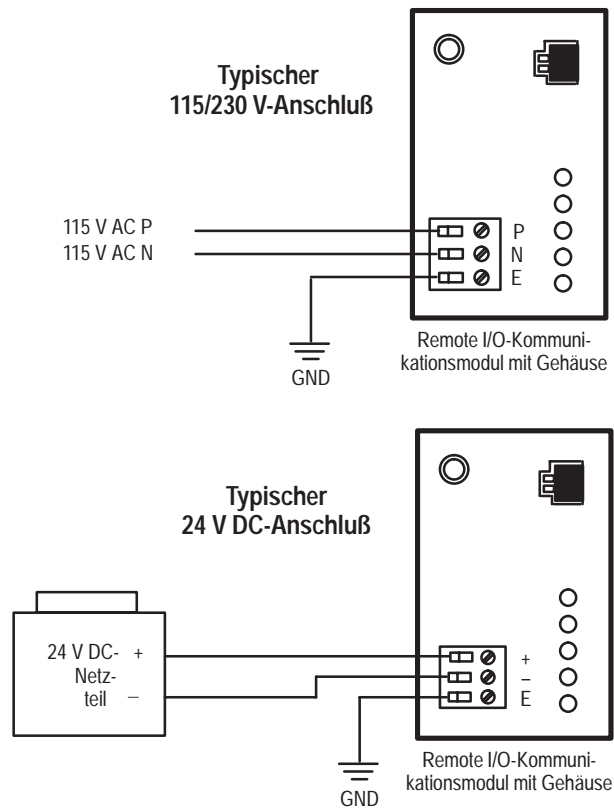 Typischer
115/230 V-Anschluß
115 V AC P
115 V AC N
P
N
E
GND
Remote I/O-Kommuni-
kationsmodul mit Gehäuse
Typischer
24 V DC-Anschluß
24 V DC- +
Netz-
teil –
+
–
E
GND
Remote I/O-Kommuni-
kationsmodul mit Gehäuse